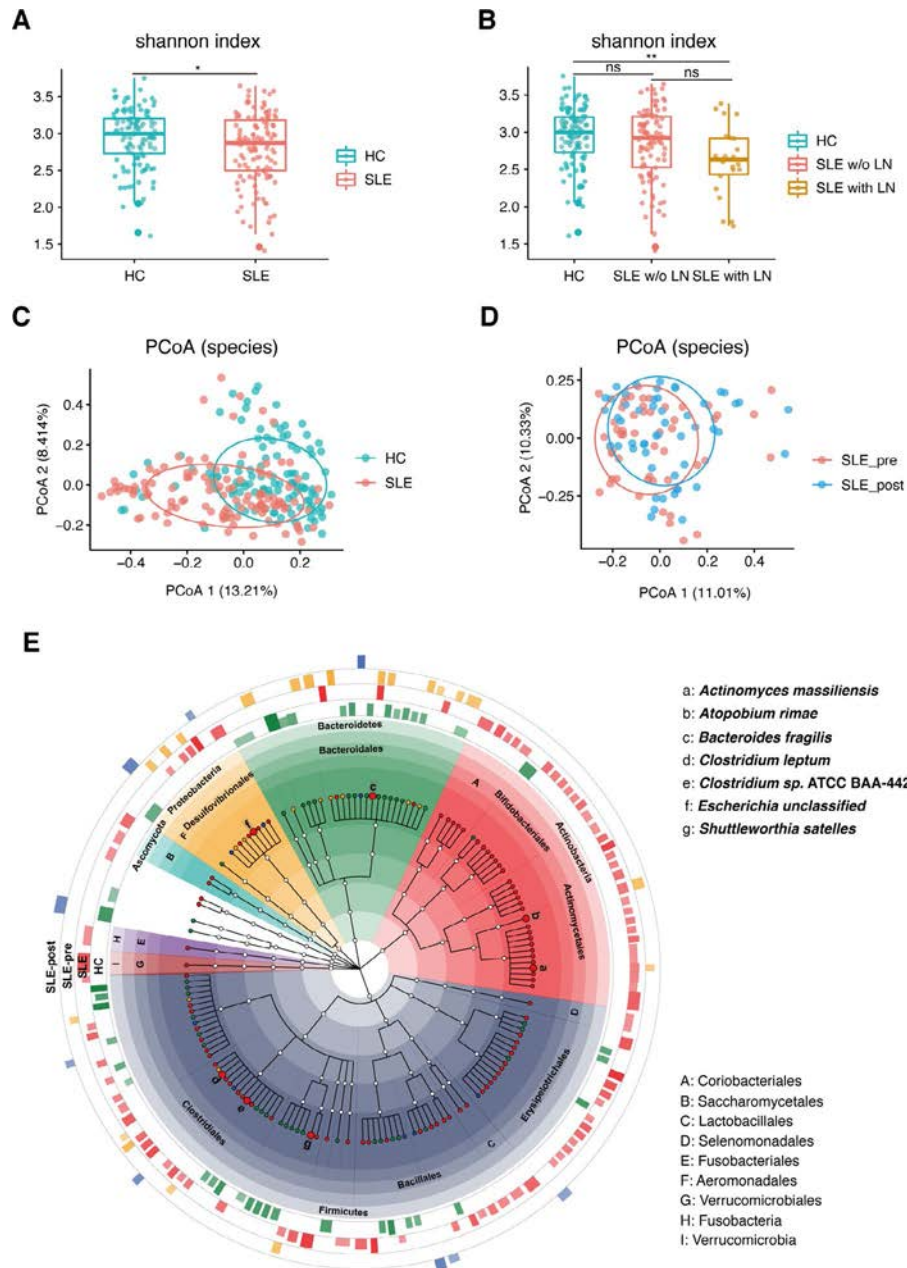 A
shannon index
*
3.5
3.0
2.5
2.0
1.5
HC
SLE
HC
SLE
B
shannon index
**
ns
ns
3.5
3.0
2.5
2.0
1.5
HC
SLE w/o LN
SLE with LN
HC
SLE w/o LN
SLE with LN
C
PCoA (species)
PCoA 2 (8.414%)
0.4
0.2
0.0
−0.2
−0.4
−0.2
0.0
0.2
PCoA 1 (13.21%)
HC
SLE
D
PCoA (species)
PCoA 2 (10.33%)
0.25
0.00
−0.25
−0.2
0.0
0.2
0.4
PCoA 1 (11.01%)
SLE_pre
SLE_post
E
Bacteroidetes
Bacteroidales
Proteobacteria
Desulfovibrionales
F
Ascomycota
B
A
Bifidobacteriales
Actinobacteria
Actinomycetales
c
f
b
a
SLE-post
SLE-pre
SLE
HC
H
E
I
G
D
Erysipelotrichales
C
Bacillales
Clostridiales
Firmicutes
d
e
g
a: Actinomyces massiliensis
b: Atopobium rimae
c: Bacteroides fragilis
d: Clostridium leptum
e: Clostridium sp. ATCC BAA-442
f: Escherichia unclassified
g: Shuttleworthia satelles
A: Coriobacteriales
B: Saccharomycetales
C: Lactobacillales
D: Selenomonadales
E: Fusobacteriales
F: Aeromonadales
G: Verrucomicrobiales
H: Fusobacteria
I: Verrucomicrobia